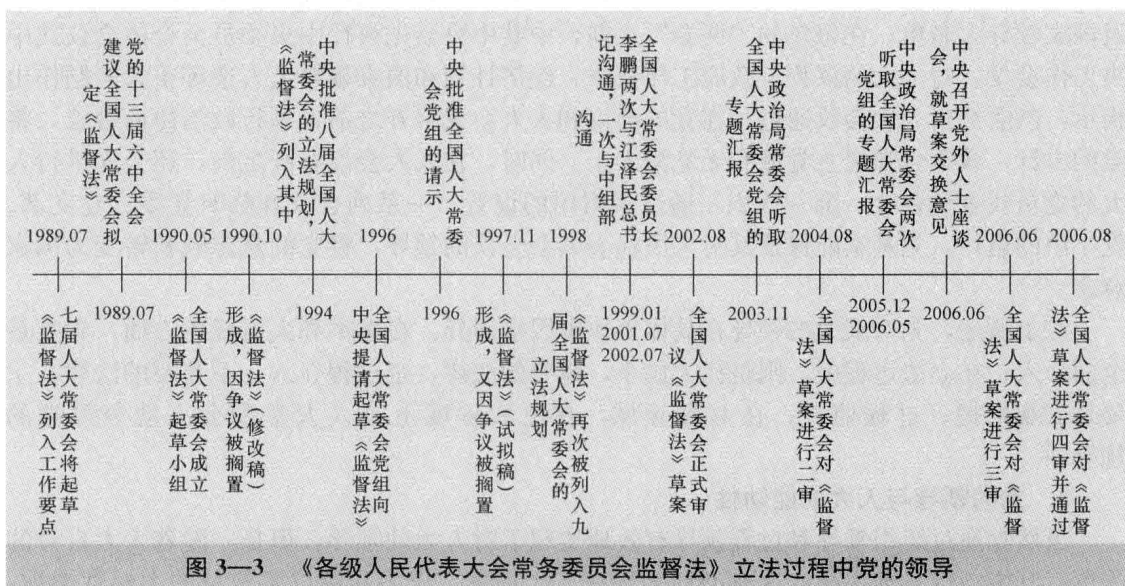 党的十三届六中全会
建议全国人大常委会拟
定《监督法》
中央批准八届全国人大
常委会的立法规划，
《监督法》列入其中
中央批准全国人大常委
会党组的请示
全国人大常委会委员长
李鹏两次与江泽民总书
记沟通，一次与中组部
沟通
中央政治局常委会听取
全国人大常委会党组的
专题汇报
中央政治局常委会两次
听取全国人大常委会
党组的专题汇报
中央召开党外人士座谈
会，就草案交换意见
1989.07 1990.05 1990.10 1996 1997.11 1998 2002.08 2004.08 2006.06 2006.08
1989.07 1994 1996 1999.01 2003.11 2005.12 2006.06
2001.07 2006.05
2002.07
七届人大常委会将起草
《监督法》列入工作要点
全国人大常委会成立
《监督法》起草小组
《监督法》（修改稿）
形成，因争议被搁置
全国人大常委会党组向
中央提请起草《监督法》
《监督法》（试拟稿）
形成，又因争议被搁置
《监督法》再次被列入九
届全国人大常委会的
立法规划
全国人大常委会正式审
议《监督法》草案
全国人大常委会对《监督
法》草案进行二审
全国人大常委会对《监督
法》草案进行三审
全国人大常委会对《监督
法》草案进行四审并通过
图 3—3 《各级人民代表大会常务委员会监督法》立法过程中党的领导